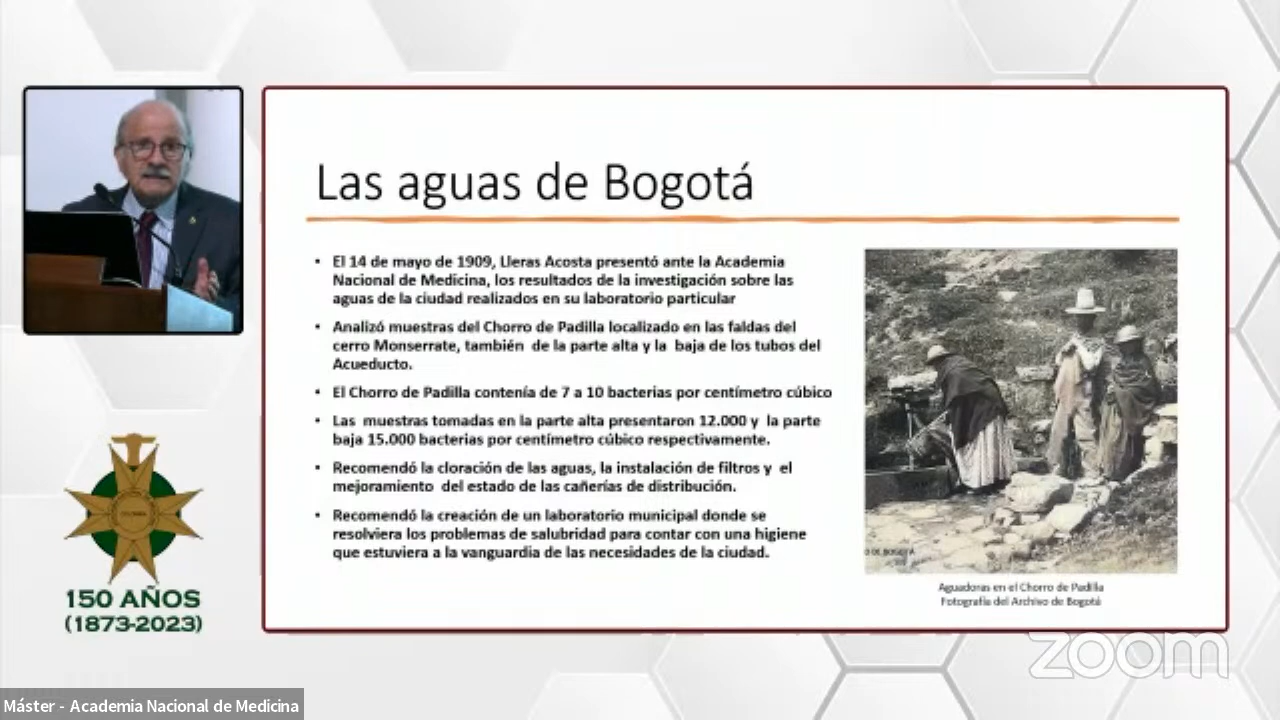 Las aguas de Bogotá
• El 14 de mayo de 1909, Lleras Acosta presentó ante la Academia
Nacional de Medicina, los resultados de la investigación sobre las
aguas de la ciudad realizados en su laboratorio particular
• Analizó muestras del Chorro de Padilla localizado en las faldas del
cerro Monserrate, también de la parte alta y la baja de los tubos del
Acueducto.
• El Chorro de Padilla contenía de 7 a 10 bacterias por centímetro cúbico
• Las muestras tomadas en la parte alta presentaron 12.000 y la parte
baja 15.000 bacterias por centímetro cúbico respectivamente.
• Recomendó la cloración de las aguas, la instalación de filtros y el
mejoramiento del estado de las cañerías de distribución.
• Recomendó la creación de un laboratorio municipal donde se
resolviera los problemas de salubridad para contar con una higiene
que estuviera a la vanguardia de las necesidades de la ciudad.
DE BOGOTÁ
Aguadoras en el Chorro de Padilla
Fotografía del Archivo de Bogotá
150 AÑOS
(1873-2023)
zoom
Máster - Academia Nacional de Medicina